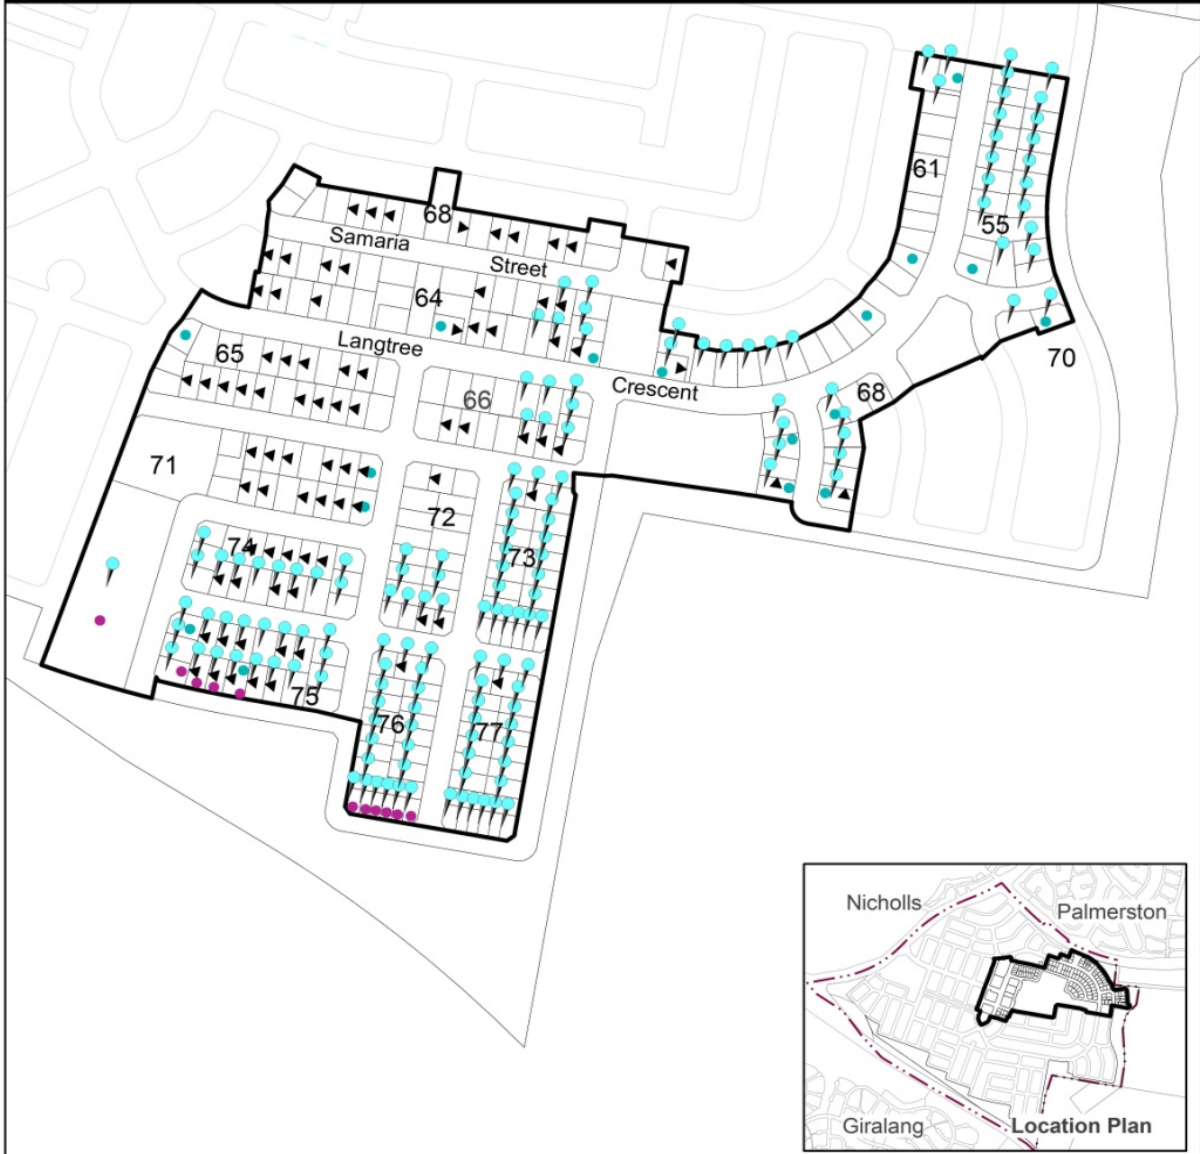 61
55
68
Samaria
Street
64
Langtree
65
70
Crescent
66
68
71
72
73
74
75
76
77
Nicholls
Palmerston
Giralang
Location Plan